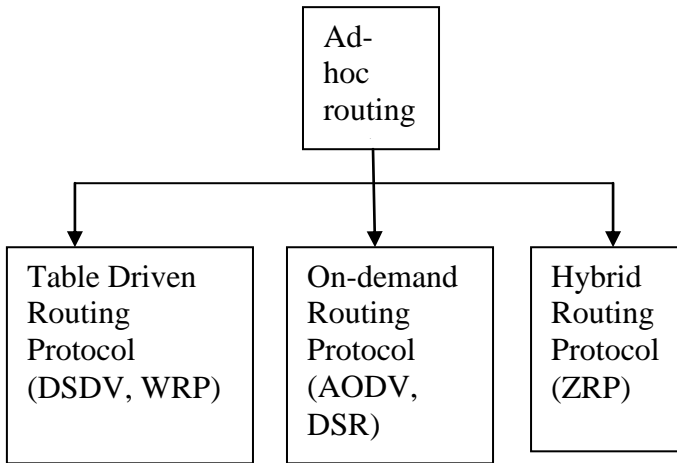 Ad-
hoc
routing
Table Driven
Routing
Protocol
(DSDV, WRP)
On-demand
Routing
Protocol
(AODV,
DSR)
Hybrid
Routing
Protocol
(ZRP)